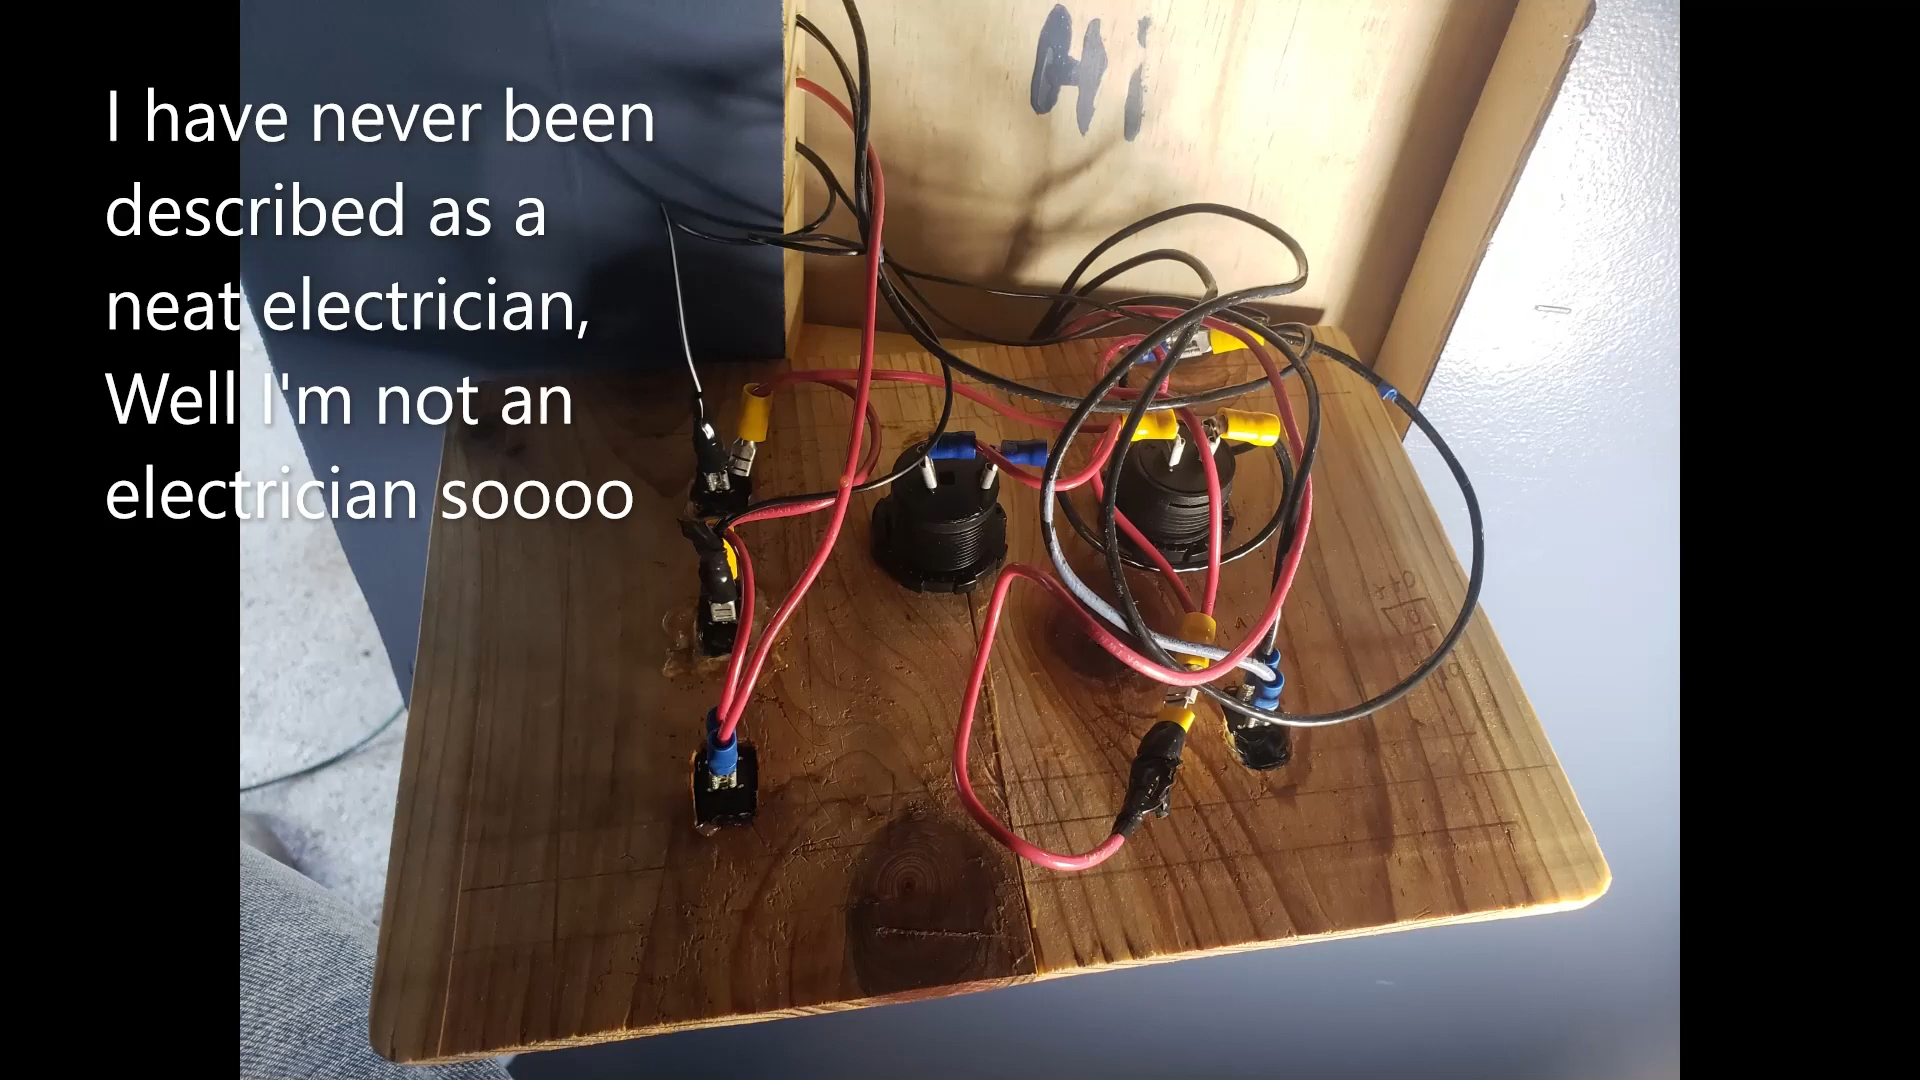 I have never been
described as a
neat electrician,
Well I'm not an
electrician soooo
Hi